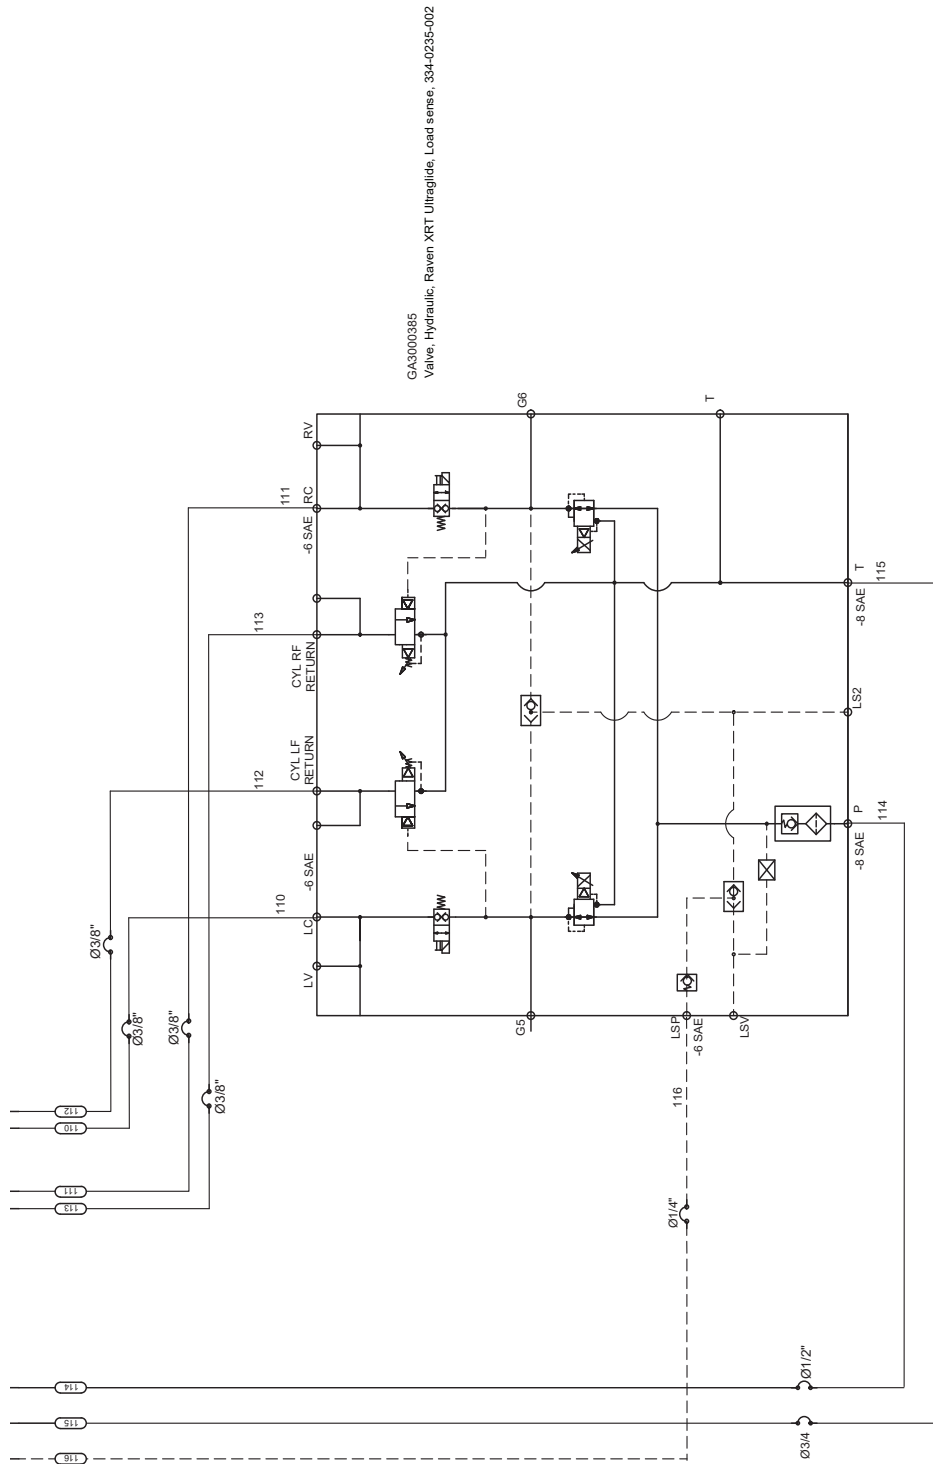 GA3000385
Valve, Hydraulic, Raven XRT Ultraglide, Load sense, 334-0235-002
RV
111
RC
-6 SAE
113
CYL RF
RETURN
112
CYL LF
RETURN
-6 SAE
110
LC
LV
G6
T
G5
T
115
-8 SAE
LS2
P
114
-8 SAE
LSP
-6 SAE
LSV
116
Ø3/8"
Ø3/8"
Ø3/8"
Ø3/8"
112
110
111
113
Ø1/4"
114
115
116
Ø1/2"
Ø3/4